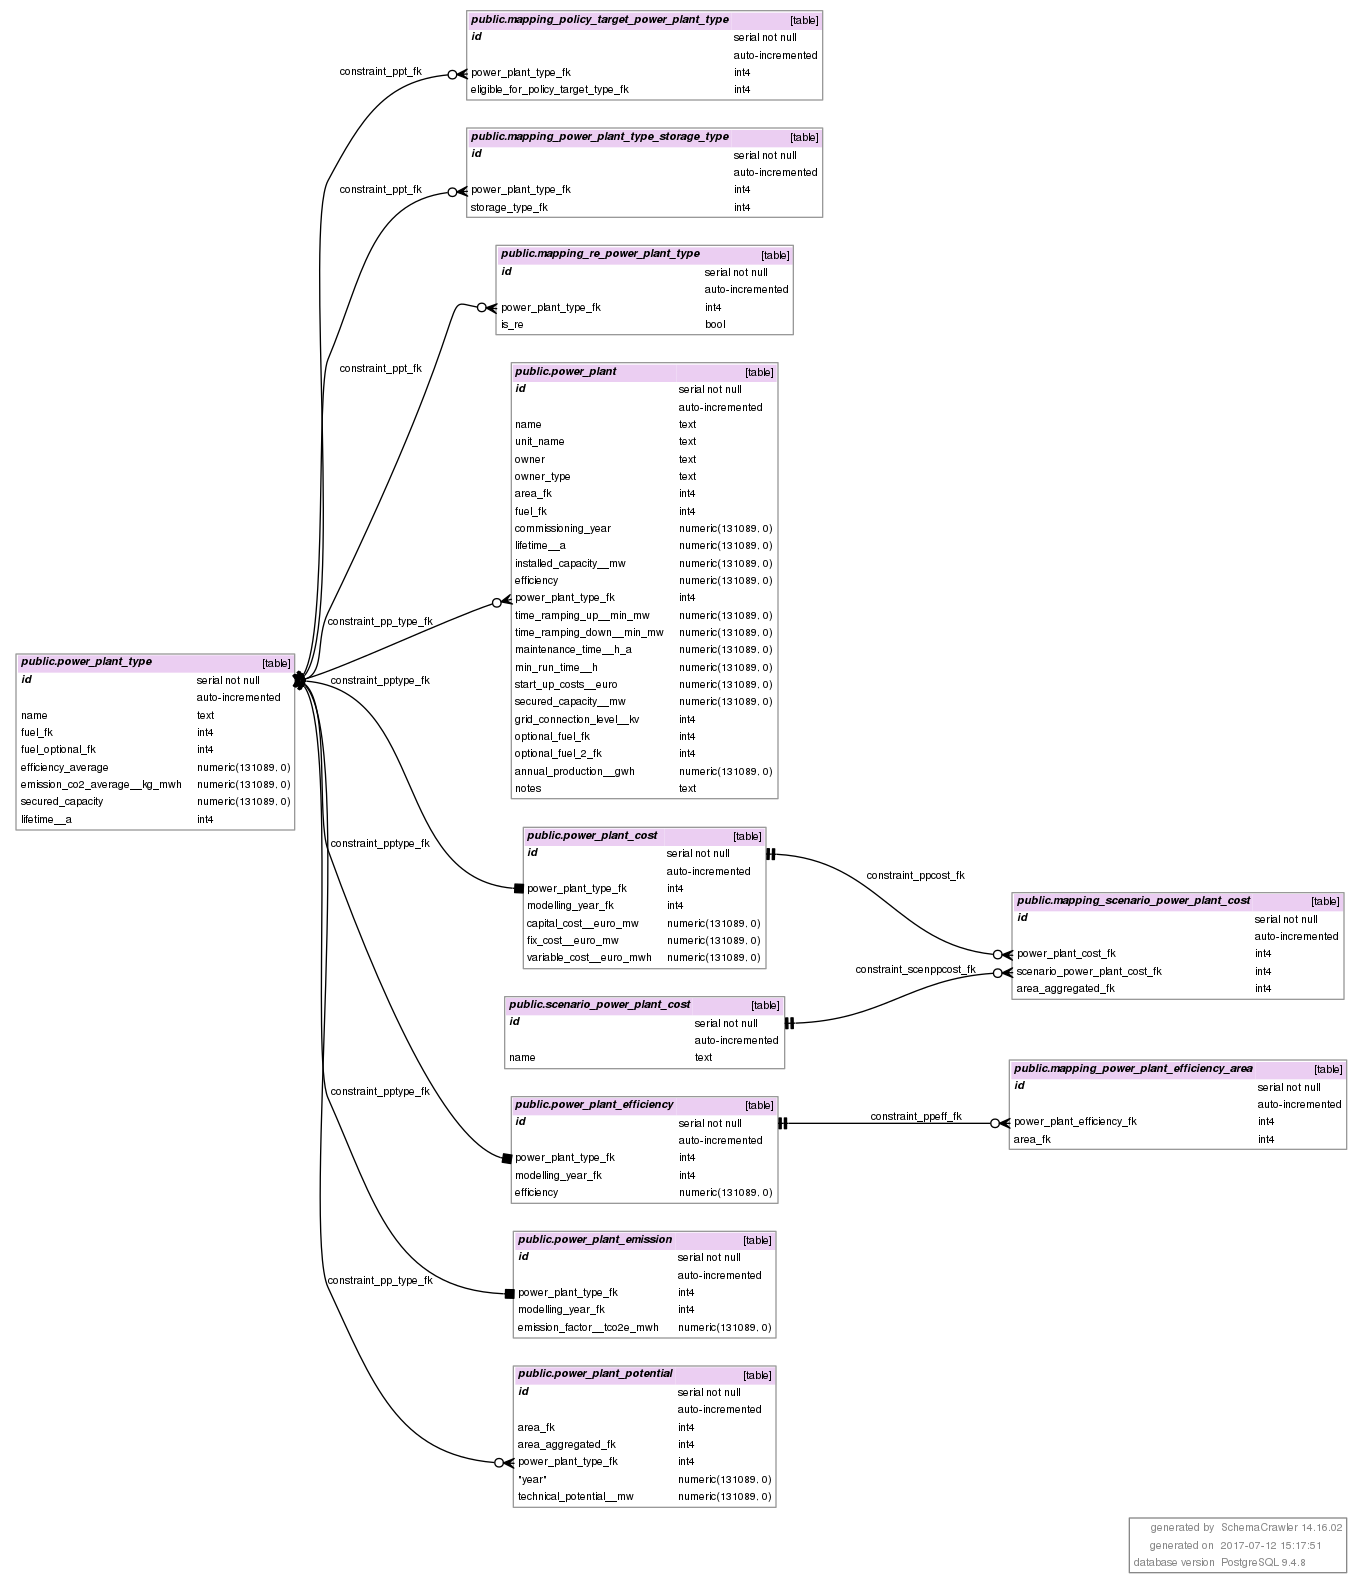 public.mapping_policy_target_power_plant_type [table]
id serial not null
auto-incremented
power_plant_type_fk int4
eligible_for_policy_target_type_fk int4
constraint_ppt_fk
public.mapping_power_plant_type_storage_type [table]
id serial not null
auto-incremented
power_plant_type_fk int4
storage_type_fk int4
constraint_ppt_fk
public.mapping_re_power_plant_type [table]
id serial not null
auto-incremented
power_plant_type_fk int4
is_re bool
constraint_ppt_fk
public.power_plant [table]
id serial not null
auto-incremented
name text
unit_name text
owner text
owner_type text
area_fk int4
fuel_fk int4
commissioning_year numeric(131089, 0)
lifetime__a numeric(131089, 0)
installed_capacity__mw numeric(131089, 0)
efficiency numeric(131089, 0)
power_plant_type_fk int4
time_ramping_up__min_mw numeric(131089, 0)
time_ramping_down__min_mw numeric(131089, 0)
maintenance_time__h_a numeric(131089, 0)
min_run_time__h numeric(131089, 0)
start_up_costs__euro numeric(131089, 0)
secured_capacity__mw numeric(131089, 0)
grid_connection_level__kv int4
optional_fuel_fk int4
optional_fuel_2_fk int4
annual_production__gwh numeric(131089, 0)
notes text
constraint_pp_type_fk
public.power_plant_type [table]
id serial not null
auto-incremented
name text
fuel_fk int4
fuel_optional_fk int4
efficiency_average numeric(131089, 0)
emission_co2_average__kg_mwh numeric(131089, 0)
secured_capacity numeric(131089, 0)
lifetime__a int4
constraint_pptype_fk
public.power_plant_cost [table]
id serial not null
auto-incremented
power_plant_type_fk int4
modelling_year_fk int4
capital_cost__euro_mw numeric(131089, 0)
fix_cost__euro_mw numeric(131089, 0)
variable_cost__euro_mwh numeric(131089, 0)
constraint_pptype_fk
constraint_ppcost_fk
public.mapping_scenario_power_plant_cost [table]
id serial not null
auto-incremented
power_plant_cost_fk int4
scenario_power_plant_cost_fk int4
area_aggregated_fk int4
constraint_scenppcost_fk
public.scenario_power_plant_cost [table]
id serial not null
auto-incremented
name text
public.mapping_power_plant_efficiency_area [table]
id serial not null
auto-incremented
power_plant_efficiency_fk int4
area_fk int4
constraint_ppeff_fk
public.power_plant_efficiency [table]
id serial not null
auto-incremented
power_plant_type_fk int4
modelling_year_fk int4
efficiency numeric(131089, 0)
constraint_pptype_fk
public.power_plant_emission [table]
id serial not null
auto-incremented
power_plant_type_fk int4
modelling_year_fk int4
emission_factor__tco2e_mwh numeric(131089, 0)
constraint_pp_type_fk
public.power_plant_potential [table]
id serial not null
auto-incremented
area_fk int4
area_aggregated_fk int4
power_plant_type_fk int4
"year" numeric(131089, 0)
technical_potential__mw numeric(131089, 0)
generated by SchemaCrawler 14.16.02
generated on 2017-07-12 15:17:51
database version PostgreSQL 9.4.8